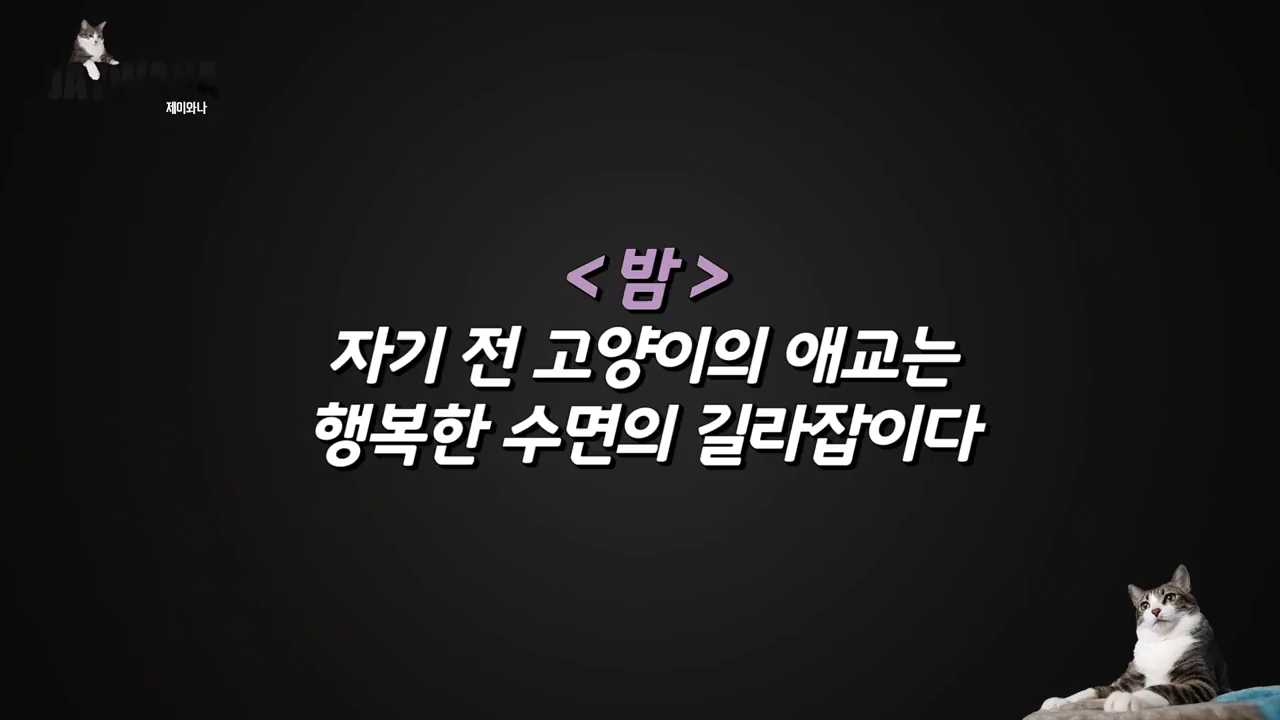 제이와나
<밤>
자기 전 고양이의 애교는
행복한 수면의 길라잡이다